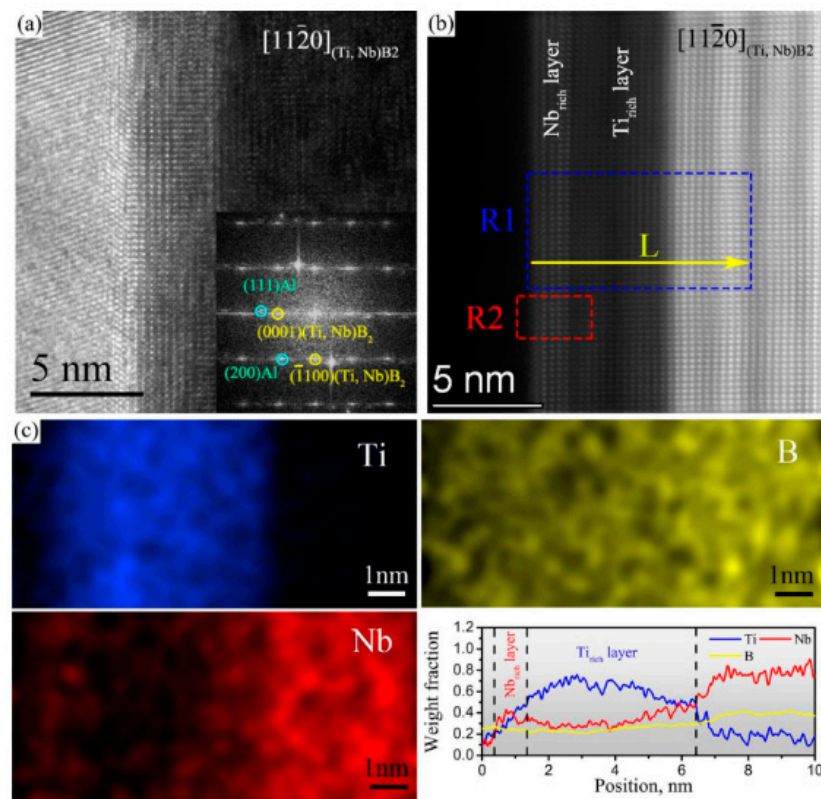 (a)
[112̄0](Ti, Nb)B2
(111)Al
(0001)(Ti, Nb)B2
(200)Al
(1̄100)(Ti, Nb)B2
5 nm
(b)
[112̄0](Ti, Nb)B2
Nbrich layer
Tirich layer
R1
L
R2
5 nm
(c)
Ti
1nm
B
1nm
Nb
1nm
Weight fraction
1.2
1.0
0.8
0.6
0.4
0.2
0.0
Nbrich layer
Tirich layer
Ti
Nb
B
0 2 4 6 8 10
Position, nm